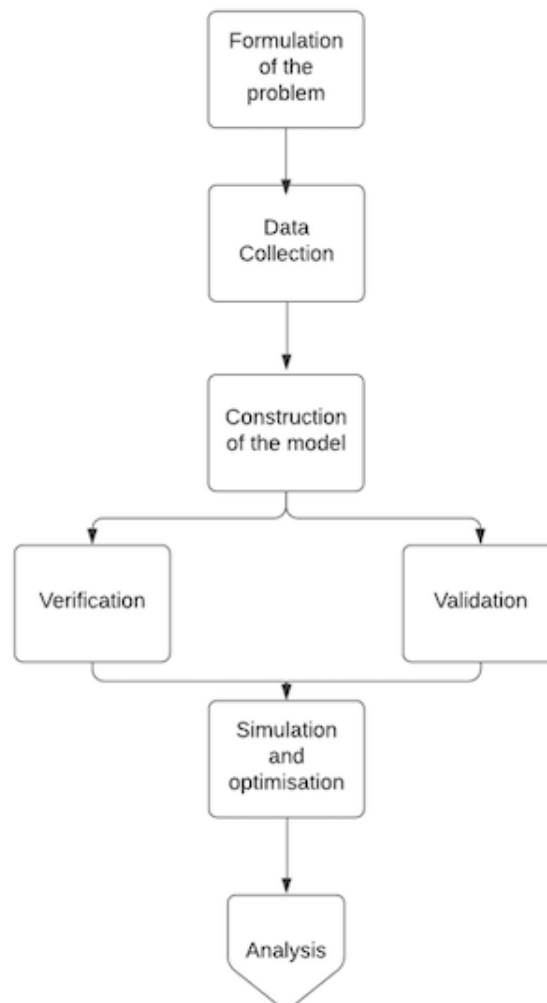 Formulation
of the
problem
Data
Collection
Construction
of the model
Verification
Validation
Simulation
and
optimisation
Analysis